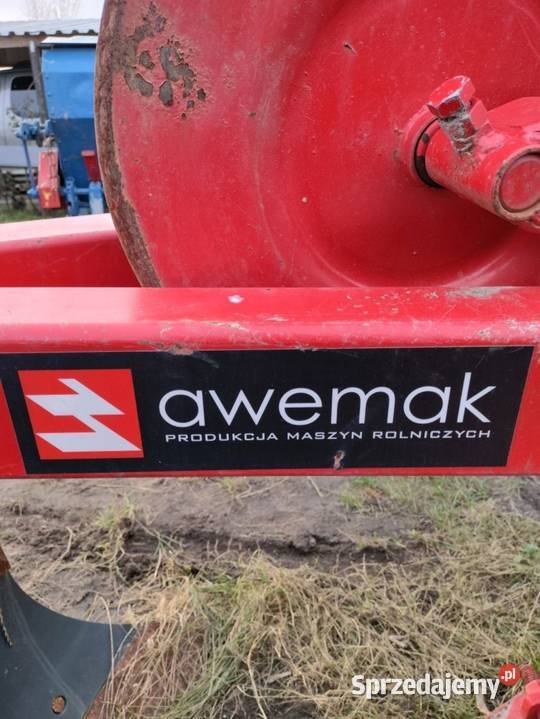 awemak
PRODUKCJA MASZYN ROLNICZYCH
Sprzedajemy.pl